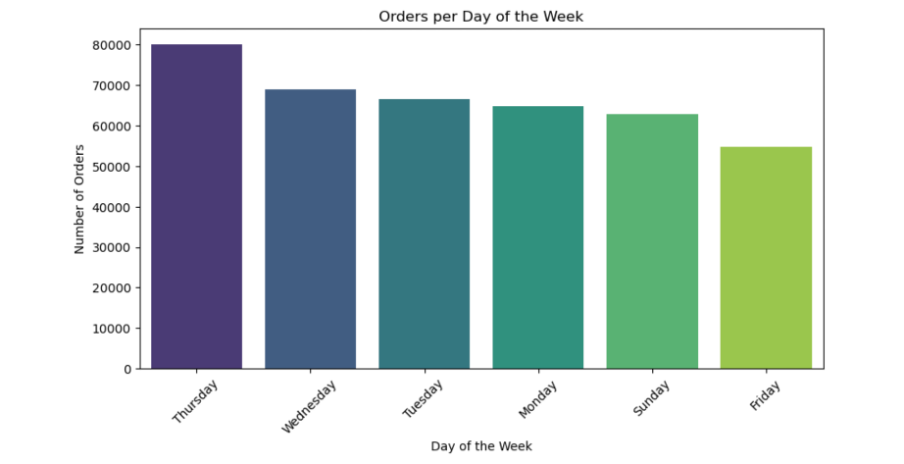 Orders per Day of the Week
Number of Orders
80000
70000
60000
50000
40000
30000
20000
10000
0
Thursday
Wednesday
Tuesday
Monday
Sunday
Friday
Day of the Week